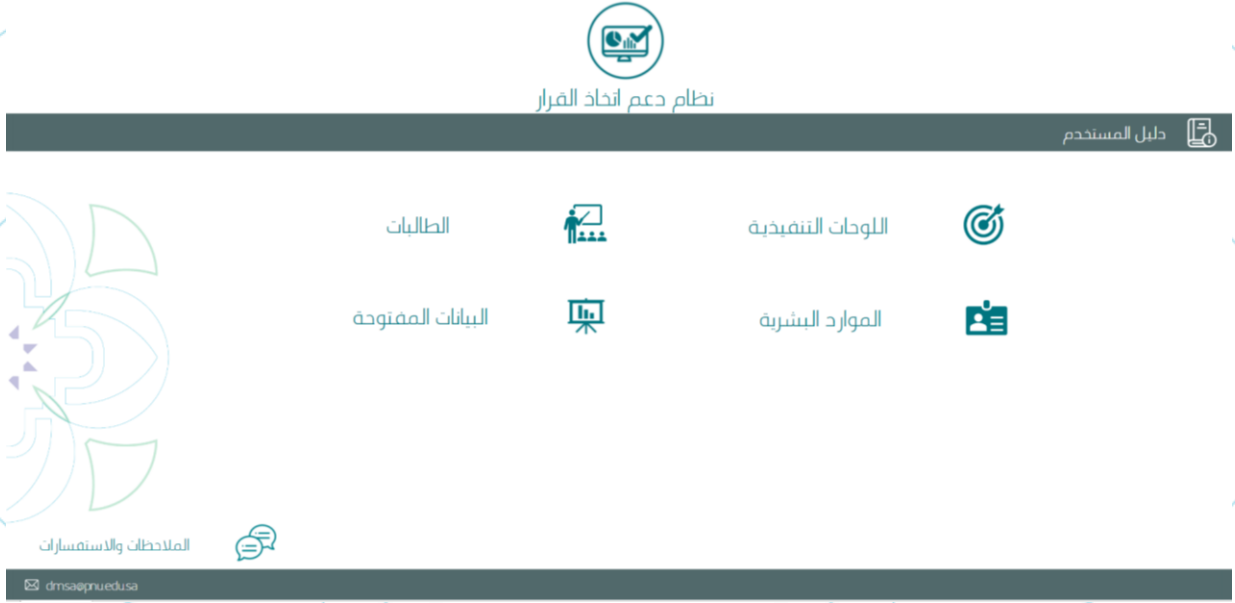 نظام دعم اتخاذ القرار
دليل المستخدم
اللوحات التنفيذية
الطالبات
الموارد البشرية
البيانات المفتوحة
الملاحظات والاستفسارات
dmsa@pnu.edu.sa